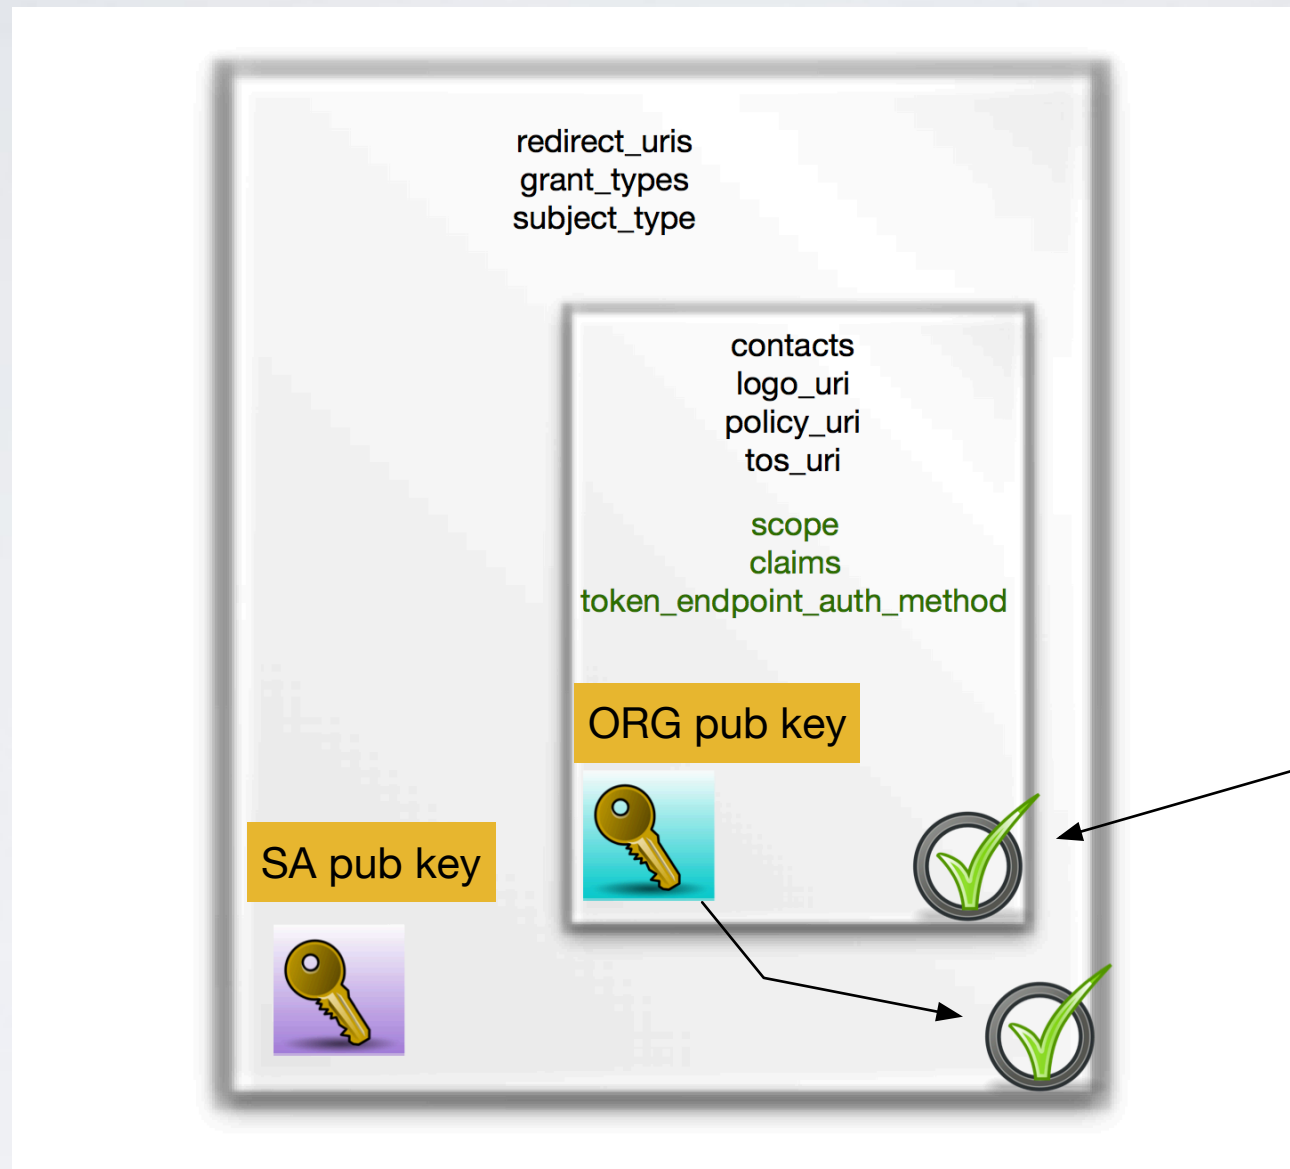 redirect_uris
grant_types
subject_type
contacts
logo_uri
policy_uri
tos_uri
scope
claims
token_endpoint_auth_method
ORG pub key
SA pub key